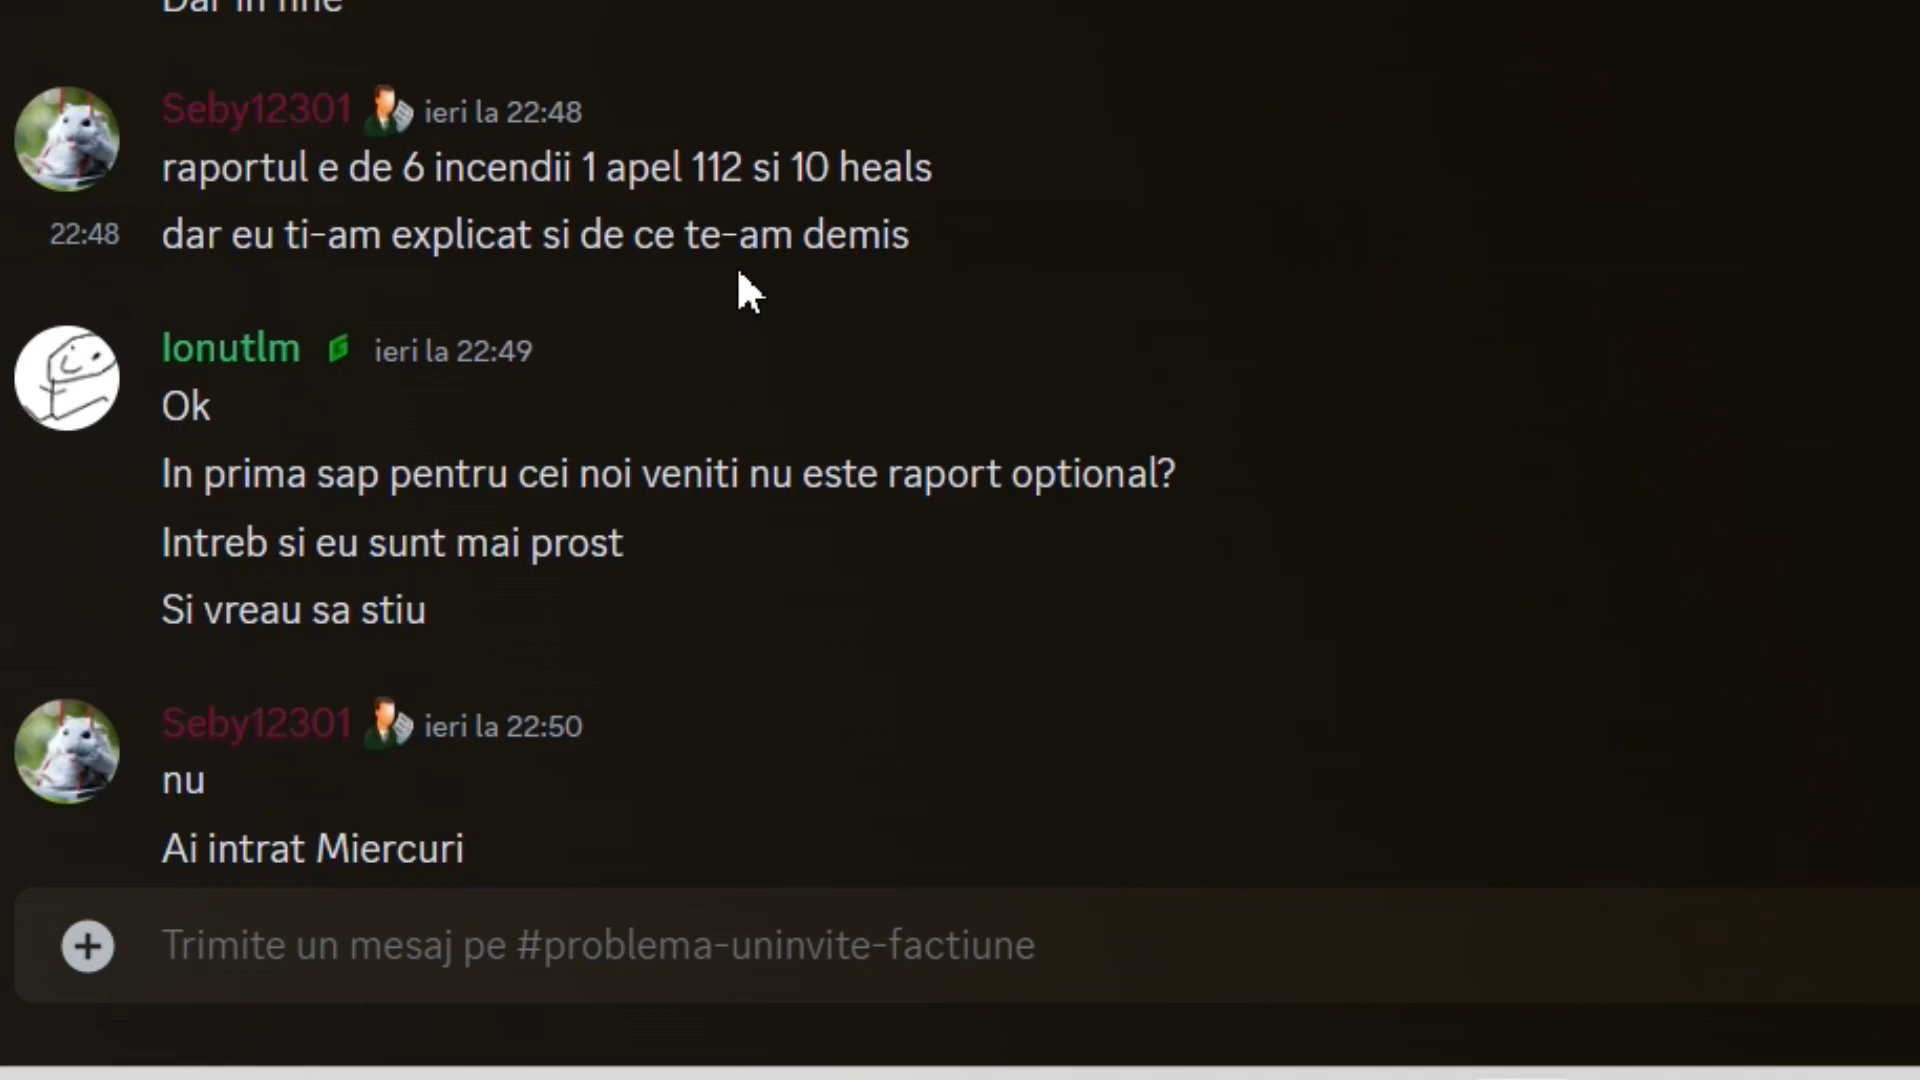 Dar in fine
Seby12301 ieri la 22:48
raportul e de 6 incendii 1 apel 112 si 10 heals
22:48 dar eu ti-am explicat si de ce te-am demis
Ionutlm ieri la 22:49
Ok
In prima sap pentru cei noi veniti nu este raport optional?
Intreb si eu sunt mai prost
Si vreau sa stiu
Seby12301 ieri la 22:50
nu
Ai intrat Miercuri
Trimite un mesaj pe #problema-uninvite-factiune